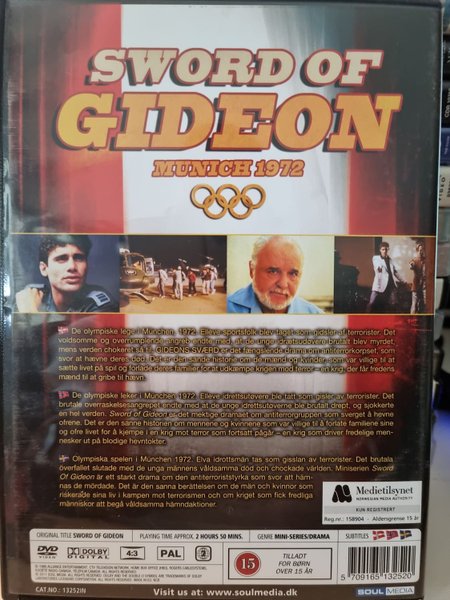 SWORD OF
GIDEON
MUNICH 1972
De olympiske lege i München, 1972. Elleve sportsfolk blev taget som gidsler af terrorister. Det
voldsomme og overrumplende angreb endte med, at de unge idrætsudøvere brutalt blev myrdet,
mens verden chokeret så til. GIDEONS SVÆRD er det fængslende drama om antiterrorkorpset, som
svor at hævne deres død. Det er den sande historie om de mænd og kvinder, som var villige til at
sætte livet på spil og forlade deres familier for at udkæmpe krigen mod terror – en krig, der får fredens
mænd til at gribe til hævn.
De olympiske leker i München, 1972. Elleve idrettsutøvere ble tatt som gisler av terrorister. Det
brutale overraskelsesangrepet endte med at de unge idrettsutøverne ble brutalt drept, og sjokkerte
en hel verden. Sword of Gideon er det mektige dramaet om antiterrorgruppen som sverget å hevne
ofrene. Det er den sanne historien om mennene og kvinnene som var villige til å forlate familiene sine
og ofre livet for å kjempe i en krig mot terror som fortsatt pågår – en krig som driver fredelige men-
nesker ut på blodige hevntokter.
Olympiska spelen i München 1972. Elva idrottsmän tas som gisslan av terrorister. Det brutala
överfallet slutade med de unga männens våldsamma död och chockade världen. Miniserien Sword
Of Gideon är ett starkt drama om den antiterroriststyrka som svor att häm-
nas de mördade. Det är den sanna berättelsen om de män och kvinnor som
riskerade sina liv i kampen mot terrorismen och om kriget som fick fredliga
människor att begå våldsamma hämndaktioner.
Medietilsynet
NORWEGIAN MEDIA AUTHORITY
KUN REGISTRERT
Reg.nr.: 158904 - Aldersgrense 15 år
ORIGINAL TITLE SWORD OF GIDEON
PLAYING TIME APPROX. 2 HOURS 50 MINS.
GENRE: MINI-SERIES/DRAMA
SUBTITLES
DVD
VIDEO
DOLBY
DIGITAL
4:3
PAL
2
15
TILLADT
FOR BØRN
OVER 15 ÅR
5 709165 132520
CAT.NO.: 13252IN
Visit us at: www.soulmedia.dk
SOUL MEDIA